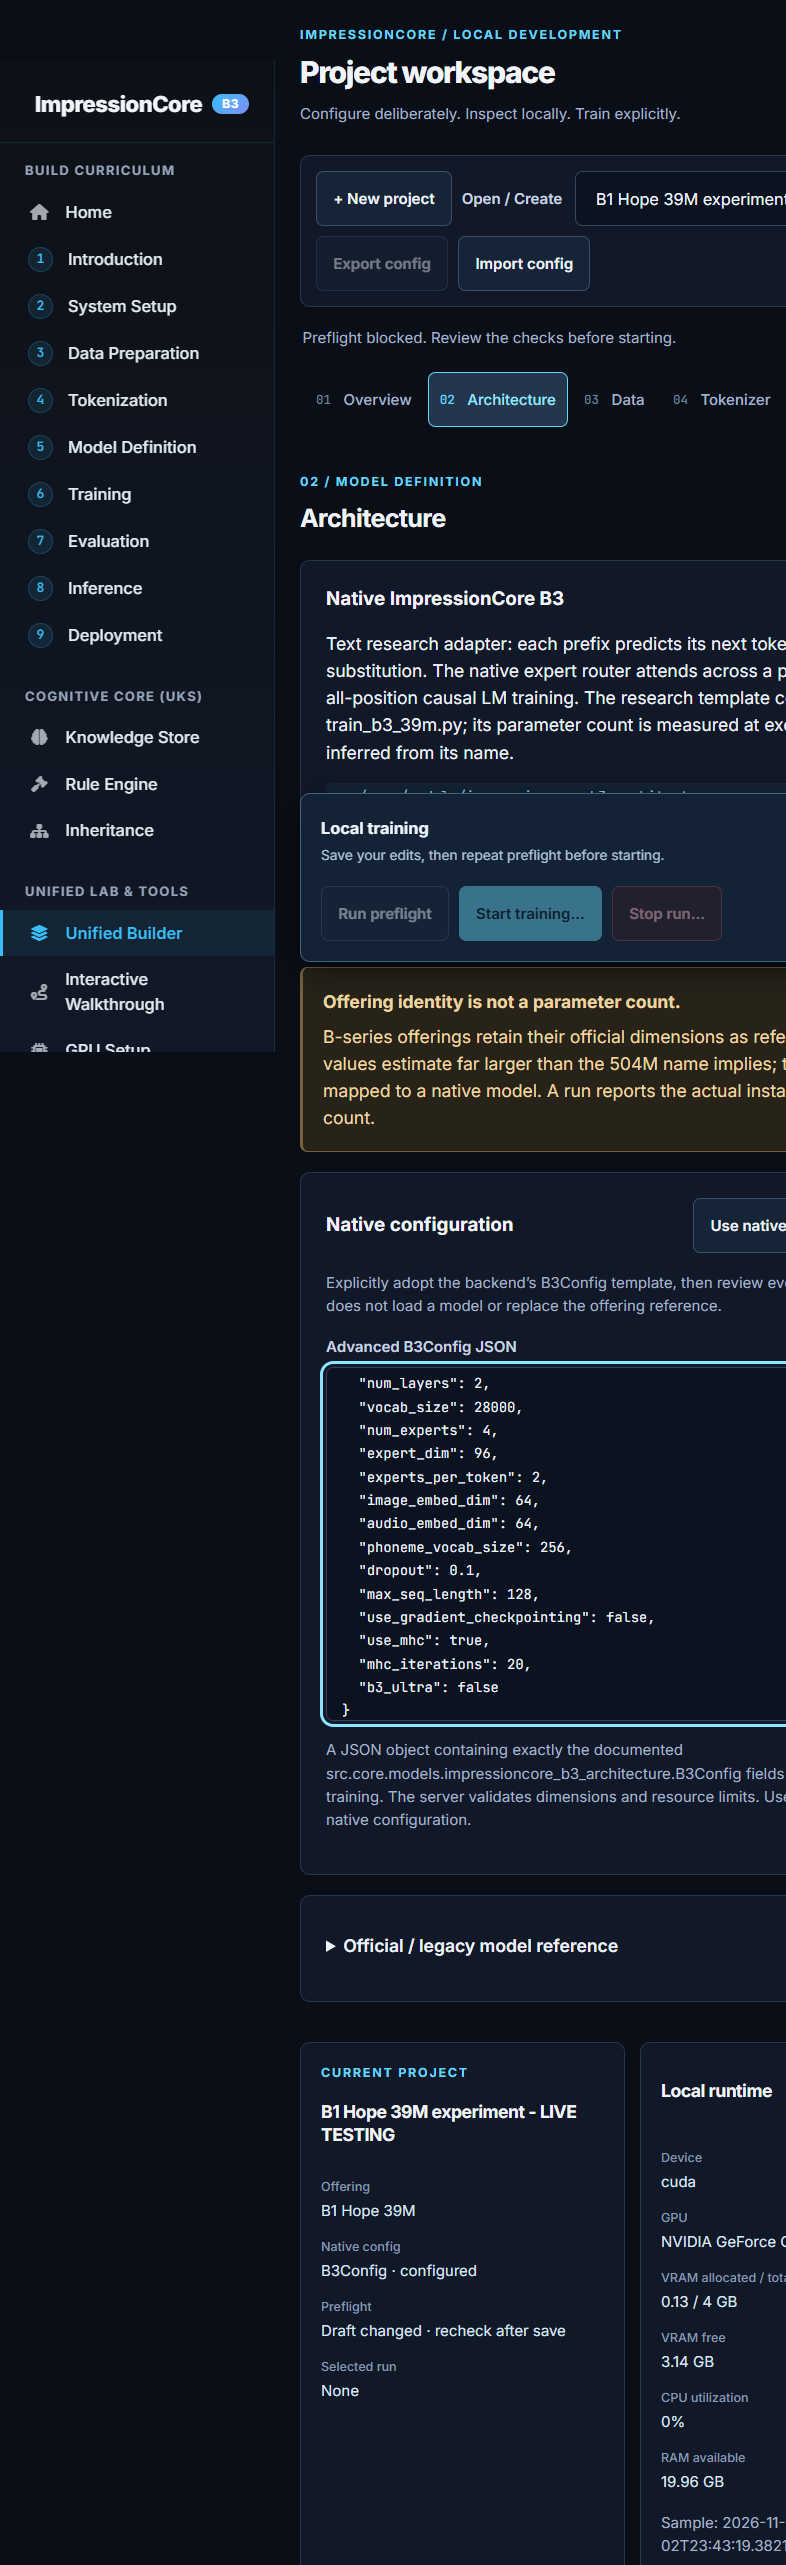 IMPRESSIONCORE / LOCAL DEVELOPMENT
Project workspace
Configure deliberately. Inspect locally. Train explicitly.
ImpressionCore B3
BUILD CURRICULUM
Home
1 Introduction
2 System Setup
3 Data Preparation
4 Tokenization
5 Model Definition
6 Training
7 Evaluation
8 Inference
9 Deployment
COGNITIVE CORE (UKS)
Knowledge Store
Rule Engine
Inheritance
UNIFIED LAB & TOOLS
Unified Builder
Interactive
Walkthrough
GPU Setup
+ New project Open / Create B1 Hope 39M experiment
Export config Import config
Preflight blocked. Review the checks before starting.
01 Overview 02 Architecture 03 Data 04 Tokenizer
02 / MODEL DEFINITION
Architecture
Native ImpressionCore B3
Text research adapter: each prefix predicts its next toke
substitution. The native expert router attends across a p
all-position causal LM training. The research template c
train_b3_39m.py; its parameter count is measured at ex
inferred from its name.
Local training
Save your edits, then repeat preflight before starting.
Run preflight Start training... Stop run...
Offering identity is not a parameter count.
B-series offerings retain their official dimensions as refe
values estimate far larger than the 504M name implies; t
mapped to a native model. A run reports the actual insta
count.
Native configuration Use native
Explicitly adopt the backend's B3Config template, then review ev
does not load a model or replace the offering reference.
Advanced B3Config JSON
"num_layers": 2,
"vocab_size": 28000,
"num_experts": 4,
"expert_dim": 96,
"experts_per_token": 2,
"image_embed_dim": 64,
"audio_embed_dim": 64,
"phoneme_vocab_size": 256,
"dropout": 0.1,
"max_seq_length": 128,
"use_gradient_checkpointing": false,
"use_mhc": true,
"mhc_iterations": 20,
"b3_ultra": false
}
A JSON object containing exactly the documented
src.core.models.impressioncore_b3_architecture.B3Config fields
training. The server validates dimensions and resource limits. Use
native configuration.
Official / legacy model reference
CURRENT PROJECT
B1 Hope 39M experiment - LIVE
TESTING
Offering
B1 Hope 39M
Native config
B3Config · configured
Preflight
Draft changed · recheck after save
Selected run
None
Local runtime
Device
cuda
GPU
NVIDIA GeForce
VRAM allocated / tota
0.13 / 4 GB
VRAM free
3.14 GB
CPU utilization
0%
RAM available
19.96 GB
Sample: 2026-11-
02T23:43:19.3821